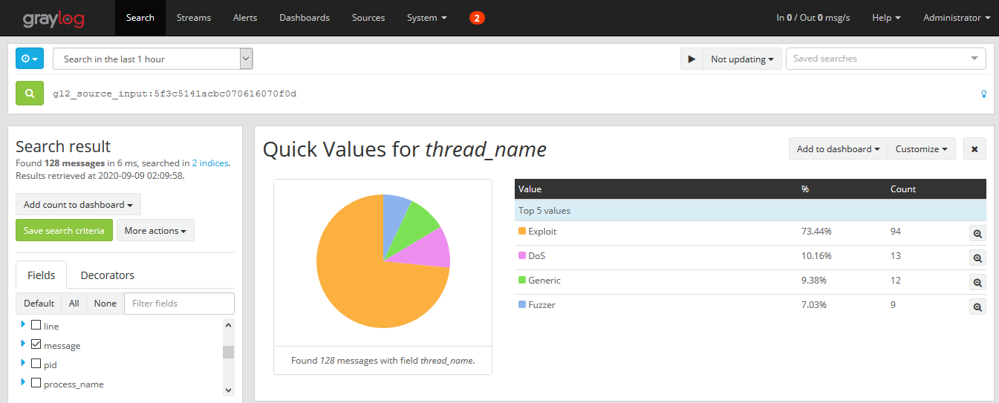 graylog Search Streams Alerts Dashboards Sources System 2 In 0 / Out 0 msg/s Help Administrator
Search in the last 1 hour Not updating Saved searches
gl2_source_input:5f3c5141acbc070616070f0d
Search result
Found 128 messages in 6 ms, searched in 2 indices.
Results retrieved at 2020-09-09 02:09:58.
Add count to dashboard
Save search criteria More actions
Fields Decorators
Default All None Filter fields
line
message
pid
process_name
Quick Values for thread_name
Add to dashboard Customize
Found 128 messages with field thread_name.
Value % Count
Top 5 values
Exploit 73.44% 94
DoS 10.16% 13
Generic 9.38% 12
Fuzzer 7.03% 9